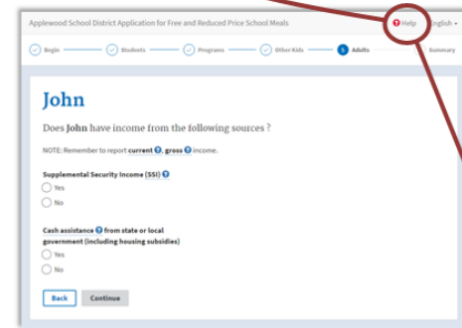 Applewood School District Application for Free and Reduced Price School Meals
Help English
Begin Students Programs Other Kids 5 Adults Summary
John
Does John have income from the following sources ?
NOTE: Remember to report current ?, gross ? income.
Supplemental Security Income (SSI) ?
Yes
No
Cash assistance ? from state or local
government (including housing subsidies)
Yes
No
Back Continue